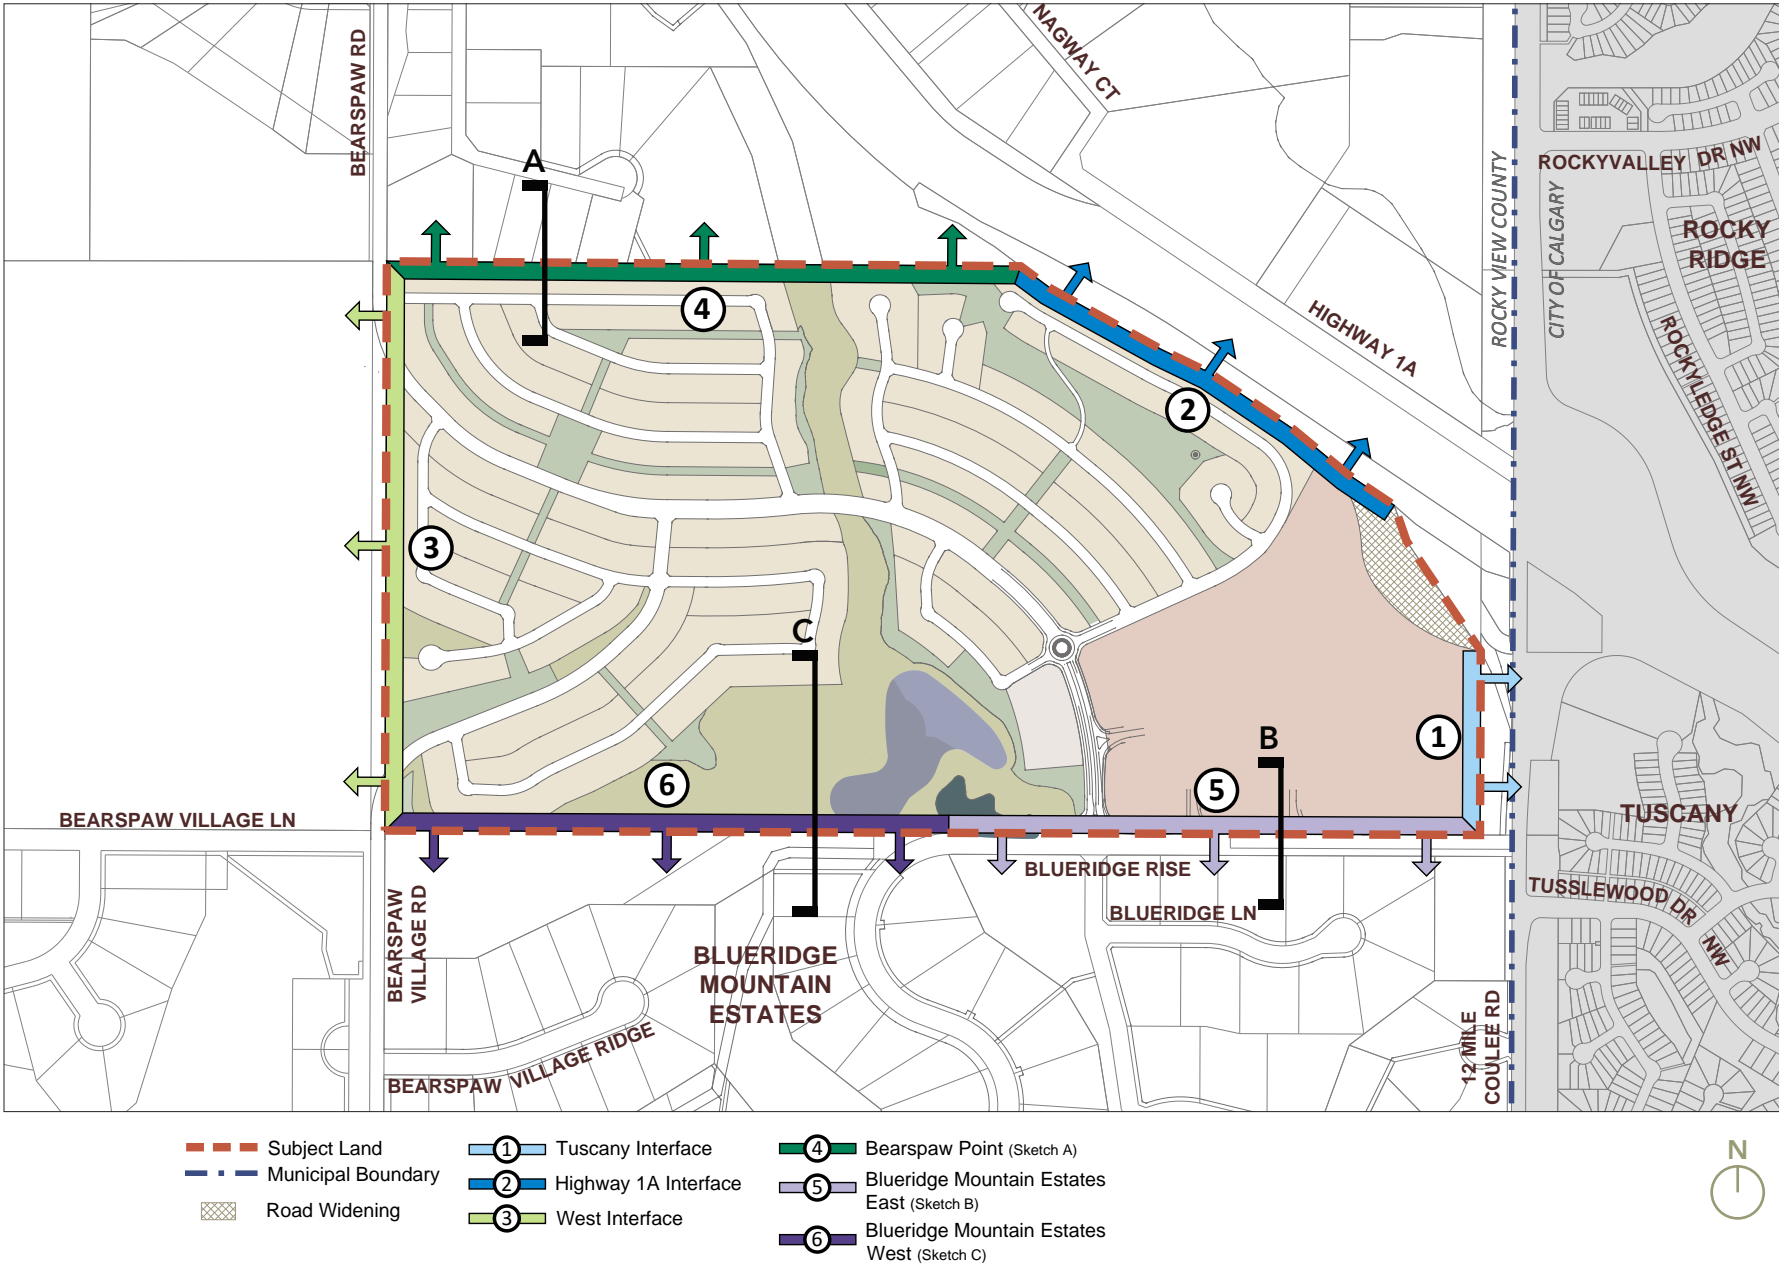 BEARSPAW RD
NAGWAY CT
A
ROCKYVALLEY DR NW
ROCKY VIEW COUNTY
CITY OF CALGARY
ROCKY
RIDGE
HIGHWAY 1A
ROCKYLEDGE ST NW
4
2
3
C
B
1
6
5
BEARSPAW VILLAGE LN
TUSCANY
BLUERIDGE RISE
TUSSLEWOOD DR NW
BLUERIDGE LN
BEARSPAW
VILLAGE RD
BLUERIDGE
MOUNTAIN
ESTATES
12 MILE
COULEE RD
BEARSPAW VILLAGE RIDGE
Subject Land
Municipal Boundary
Road Widening
1 Tuscany Interface
2 Highway 1A Interface
3 West Interface
4 Bearspaw Point (Sketch A)
5 Blueridge Mountain Estates
East (Sketch B)
6 Blueridge Mountain Estates
West (Sketch C)
N